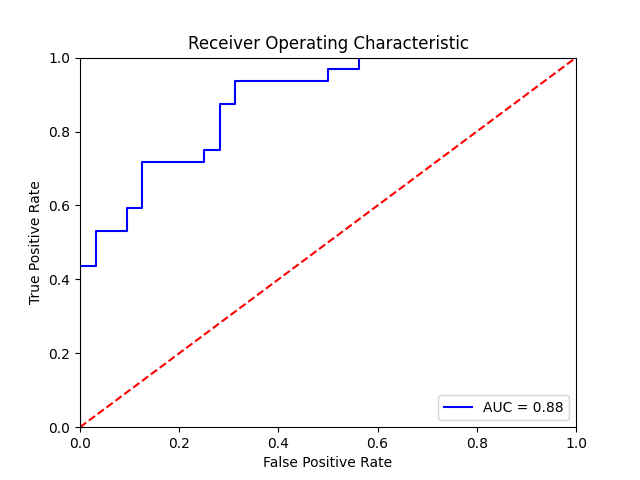 Receiver Operating Characteristic
1.0
0.8
0.6
0.4
0.2
0.0
True Positive Rate
AUC = 0.88
0.0 0.2 0.4 0.6 0.8 1.0
False Positive Rate